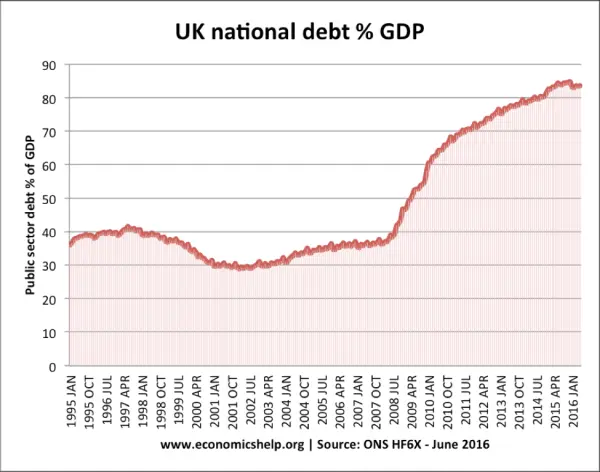 UK national debt % GDP
Public sector debt % of GDP
90
80
70
60
50
40
30
20
10
0
1995 JAN
1995 OCT
1996 JUL
1997 APR
1998 JAN
1998 OCT
1999 JUL
2000 APR
2001 JAN
2001 OCT
2002 JUL
2003 APR
2004 JAN
2004 OCT
2005 JUL
2006 APR
2007 JAN
2007 OCT
2008 JUL
2009 APR
2010 JAN
2010 OCT
2011 JUL
2012 APR
2013 JAN
2013 OCT
2014 JUL
2015 APR
2016 JAN
www.economicshelp.org | Source: ONS HF6X - June 2016